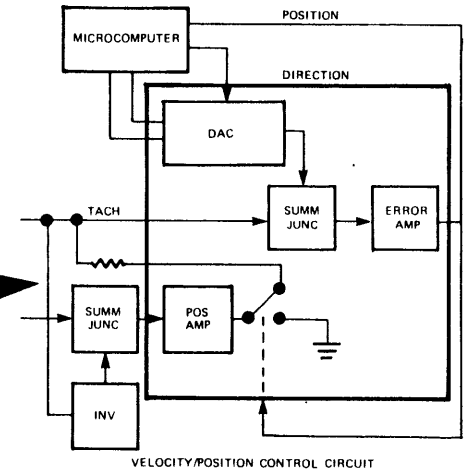 POSITION
MICROCOMPUTER
DIRECTION
DAC
TACH
SUMM
JUNC
ERROR
AMP
SUMM
JUNC
POS
AMP
INV
VELOCITY/POSITION CONTROL CIRCUIT